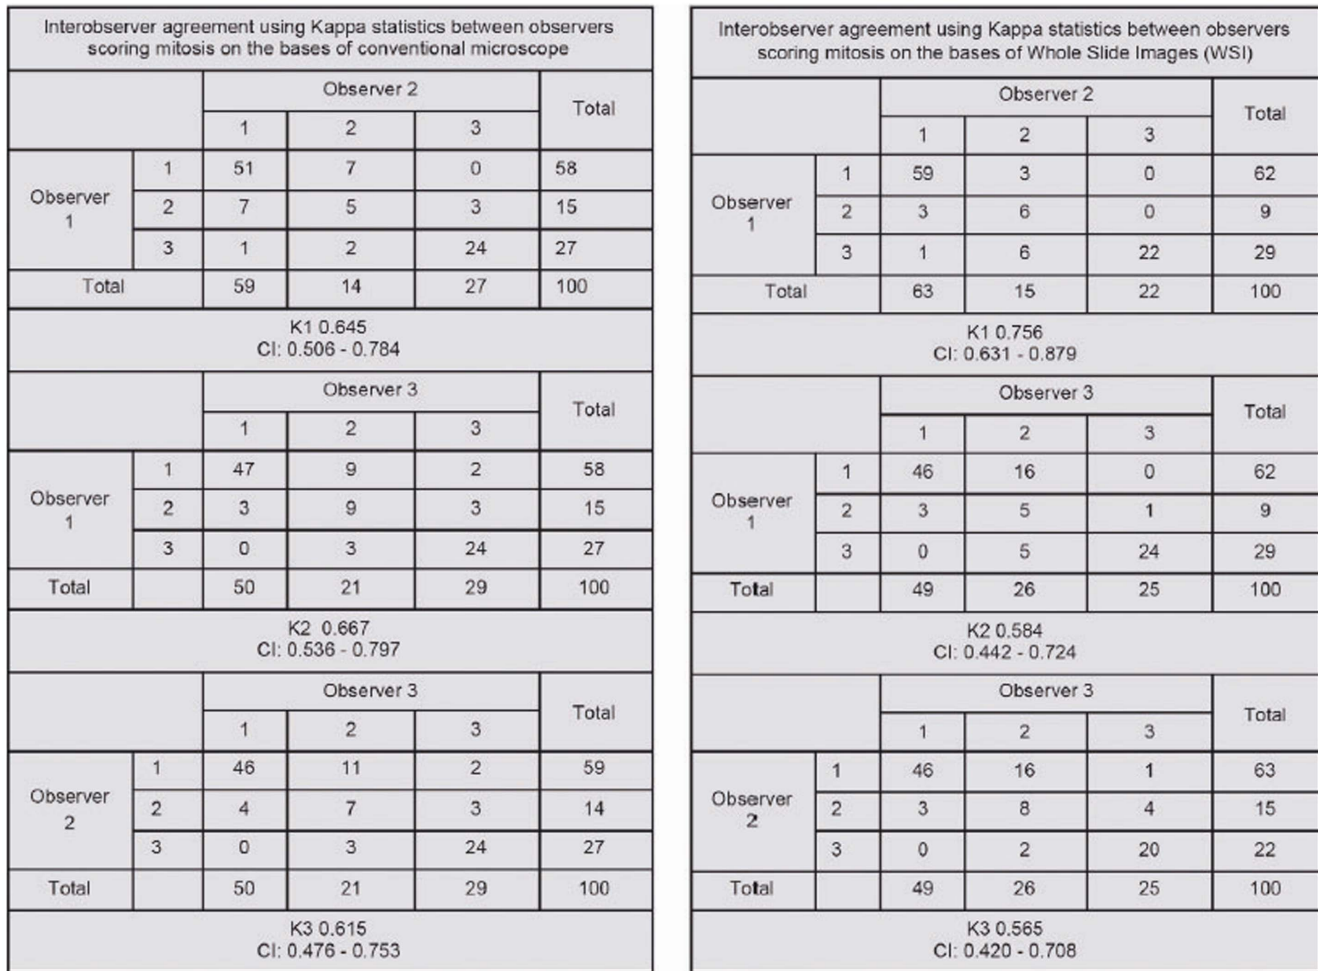 Interobserver agreement using Kappa statistics between observers
scoring mitosis on the bases of conventional microscope
Observer 2
Total
1 2 3
Observer
1
1 51 7 0 58
2 7 5 3 15
3 1 2 24 27
Total 59 14 27 100
K1 0.645
CI: 0.506 - 0.784
Observer 3
Total
1 2 3
Observer
1
1 47 9 2 58
2 3 9 3 15
3 0 3 24 27
Total 50 21 29 100
K2 0.667
CI: 0.536 - 0.797
Observer 3
Total
1 2 3
Observer
2
1 46 11 2 59
2 4 7 3 14
3 0 3 24 27
Total 50 21 29 100
K3 0.615
CI: 0.476 - 0.753
Interobserver agreement using Kappa statistics between observers
scoring mitosis on the bases of Whole Slide Images (WSI)
Observer 2
Total
1 2 3
Observer
1
1 59 3 0 62
2 3 6 0 9
3 1 6 22 29
Total 63 15 22 100
K1 0.756
CI: 0.631 - 0.879
Observer 3
Total
1 2 3
Observer
1
1 46 16 0 62
2 3 5 1 9
3 0 5 24 29
Total 49 26 25 100
K2 0.584
CI: 0.442 - 0.724
Observer 3
Total
1 2 3
Observer
2
1 46 16 1 63
2 3 8 4 15
3 0 2 20 22
Total 49 26 25 100
K3 0.565
CI: 0.420 - 0.708